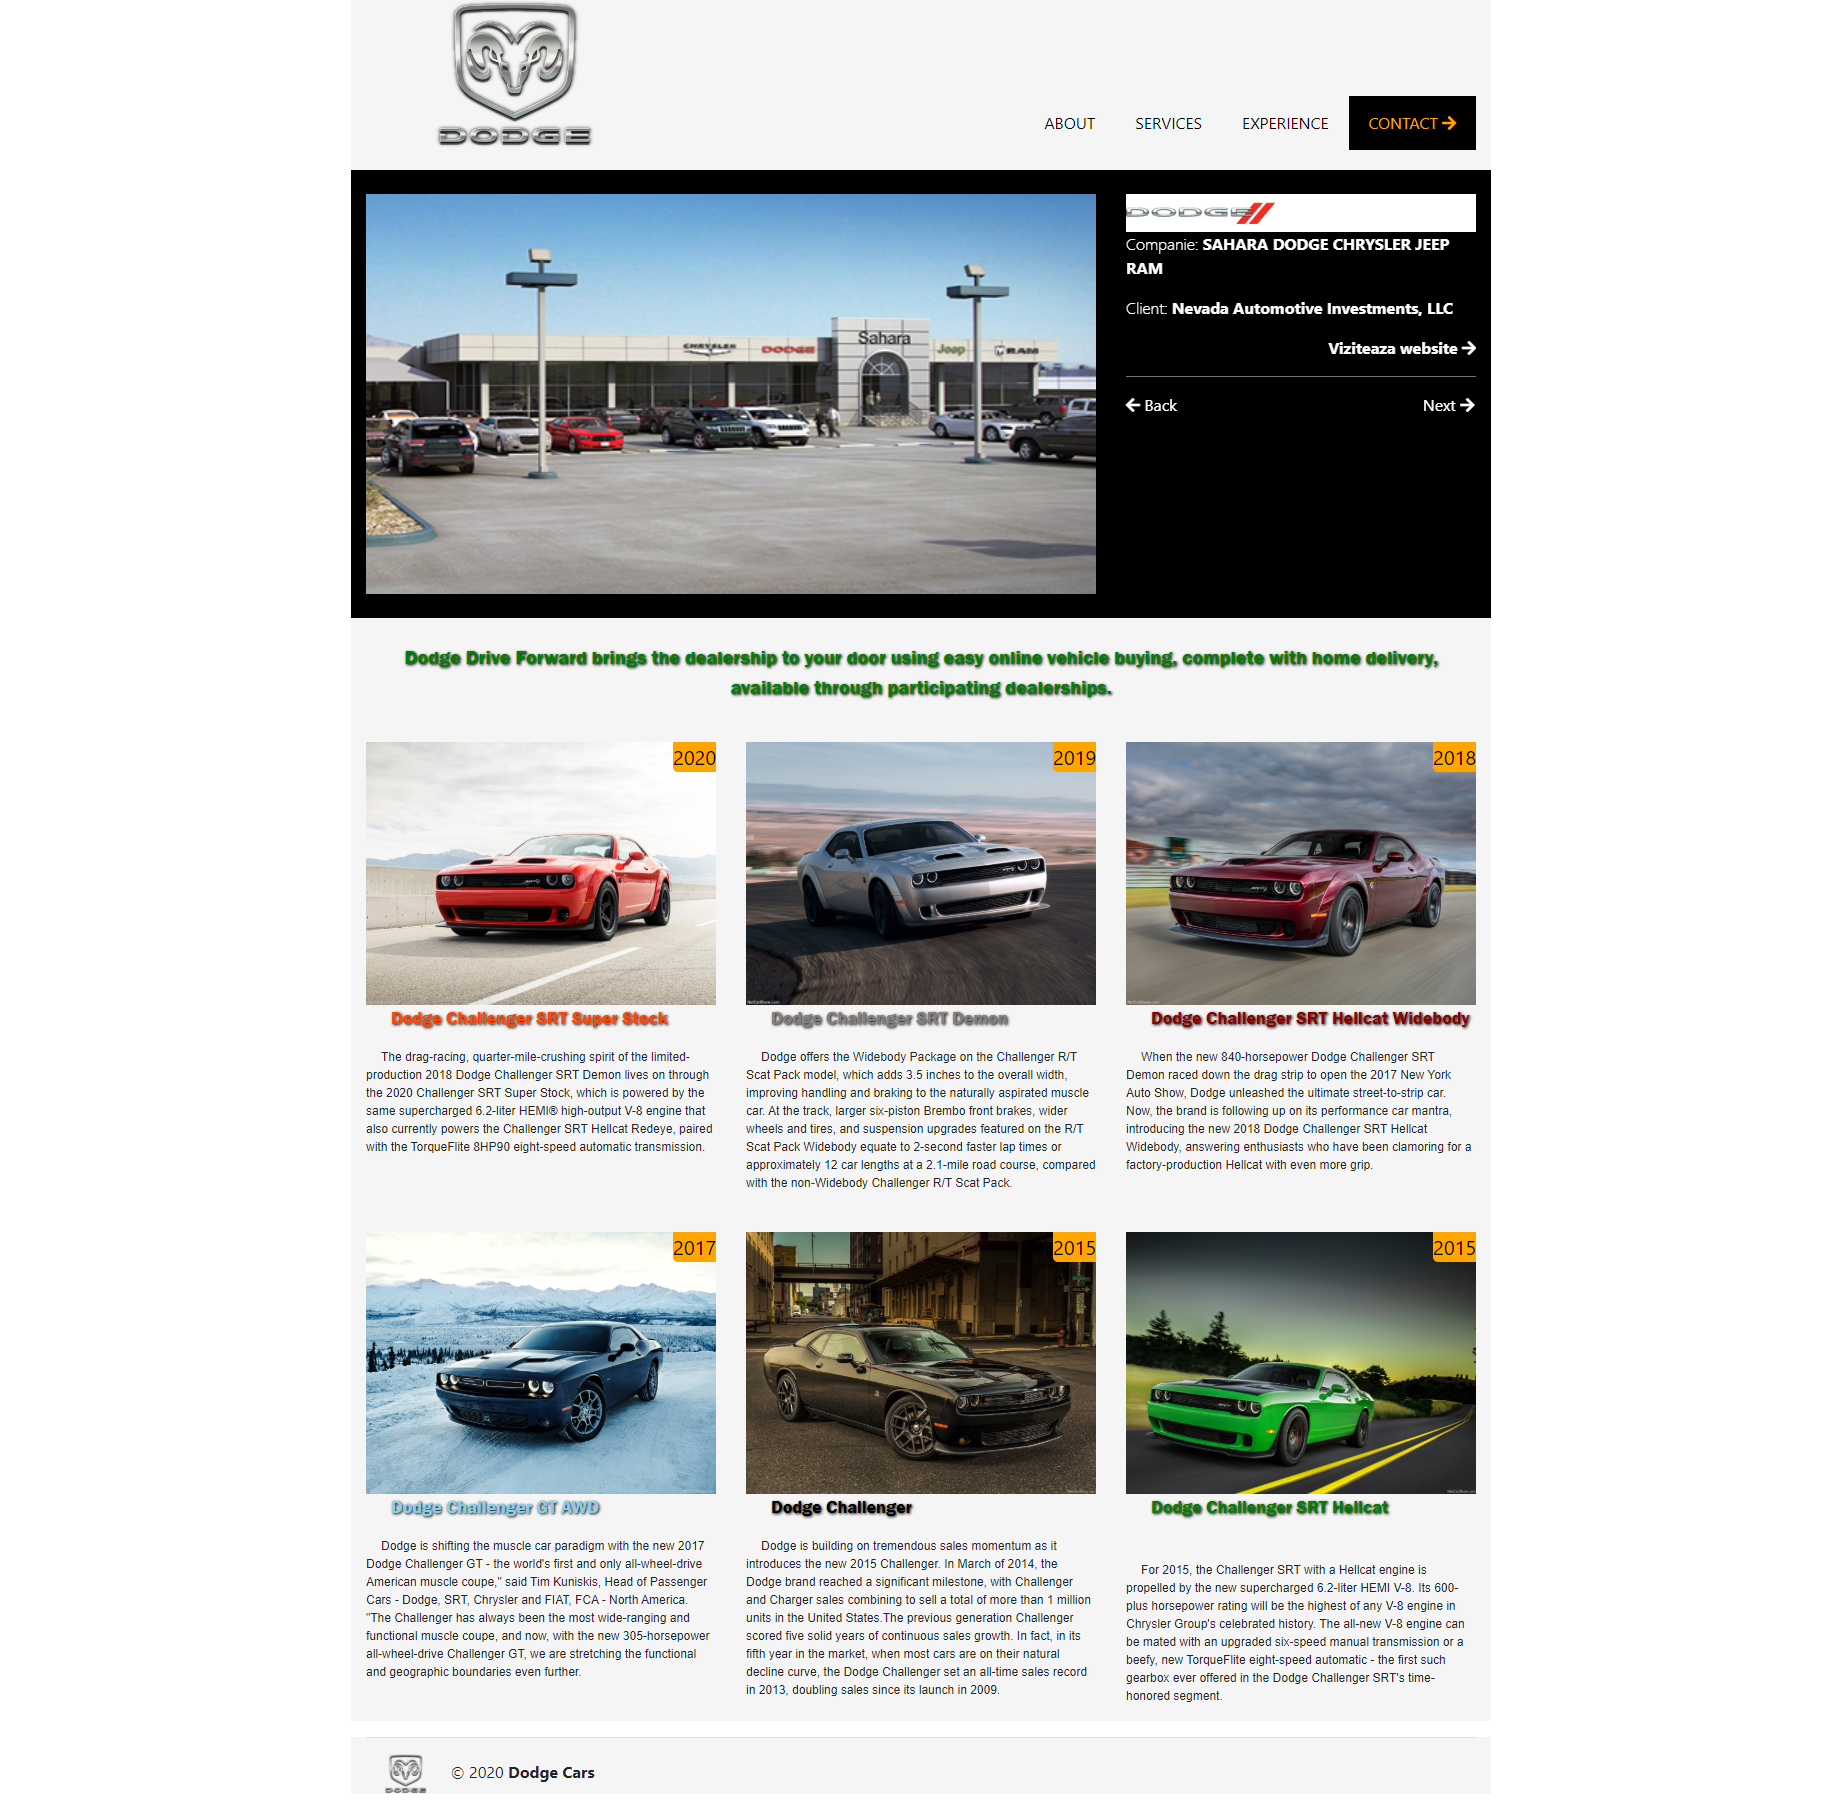 DODGE
ABOUT SERVICES EXPERIENCE CONTACT
DODGE
Companie: SAHARA DODGE CHRYSLER JEEP
RAM
Client: Nevada Automotive Investments, LLC
Viziteaza website
Back Next
CHRYSLER DODGE Sahara Jeep RAM
Dodge Drive Forward brings the dealership to your door using easy online vehicle buying, complete with home delivery,
available through participating dealerships.
2020
Dodge Challenger SRT Super Stock
The drag-racing, quarter-mile-crushing spirit of the limited-
production 2018 Dodge Challenger SRT Demon lives on through
the 2020 Challenger SRT Super Stock, which is powered by the
same supercharged 6.2-liter HEMI® high-output V-8 engine that
also currently powers the Challenger SRT Hellcat Redeye, paired
with the TorqueFlite 8HP90 eight-speed automatic transmission.
2019
NetCarShow.com
Dodge Challenger SRT Demon
Dodge offers the Widebody Package on the Challenger R/T
Scat Pack model, which adds 3.5 inches to the overall width,
improving handling and braking to the naturally aspirated muscle
car. At the track, larger six-piston Brembo front brakes, wider
wheels and tires, and suspension upgrades featured on the R/T
Scat Pack Widebody equate to 2-second faster lap times or
approximately 12 car lengths at a 2.1-mile road course, compared
with the non-Widebody Challenger R/T Scat Pack.
2018
NetCarShow.com
Dodge Challenger SRT Hellcat Widebody
When the new 840-horsepower Dodge Challenger SRT
Demon raced down the drag strip to open the 2017 New York
Auto Show, Dodge unleashed the ultimate street-to-strip car.
Now, the brand is following up on its performance car mantra,
introducing the new 2018 Dodge Challenger SRT Hellcat
Widebody, answering enthusiasts who have been clamoring for a
factory-production Hellcat with even more grip.
2017
Dodge Challenger GT AWD
Dodge is shifting the muscle car paradigm with the new 2017
Dodge Challenger GT - the world's first and only all-wheel-drive
American muscle coupe," said Tim Kuniskis, Head of Passenger
Cars - Dodge, SRT, Chrysler and FIAT, FCA - North America.
"The Challenger has always been the most wide-ranging and
functional muscle coupe, and now, with the new 305-horsepower
all-wheel-drive Challenger GT, we are stretching the functional
and geographic boundaries even further.
2015
NetCarShow.com
Dodge Challenger
Dodge is building on tremendous sales momentum as it
introduces the new 2015 Challenger. In March of 2014, the
Dodge brand reached a significant milestone, with Challenger
and Charger sales combining to sell a total of more than 1 million
units in the United States.The previous generation Challenger
scored five solid years of continuous sales growth. In fact, in its
fifth year in the market, when most cars are on their natural
decline curve, the Dodge Challenger set an all-time sales record
in 2013, doubling sales since its launch in 2009.
2015
NetCarShow.com
Dodge Challenger SRT Hellcat
For 2015, the Challenger SRT with a Hellcat engine is
propelled by the new supercharged 6.2-liter HEMI V-8. Its 600-
plus horsepower rating will be the highest of any V-8 engine in
Chrysler Group's celebrated history. The all-new V-8 engine can
be mated with an upgraded six-speed manual transmission or a
beefy, new TorqueFlite eight-speed automatic - the first such
gearbox ever offered in the Dodge Challenger SRT's time-
honored segment.
DODGE
© 2020 Dodge Cars